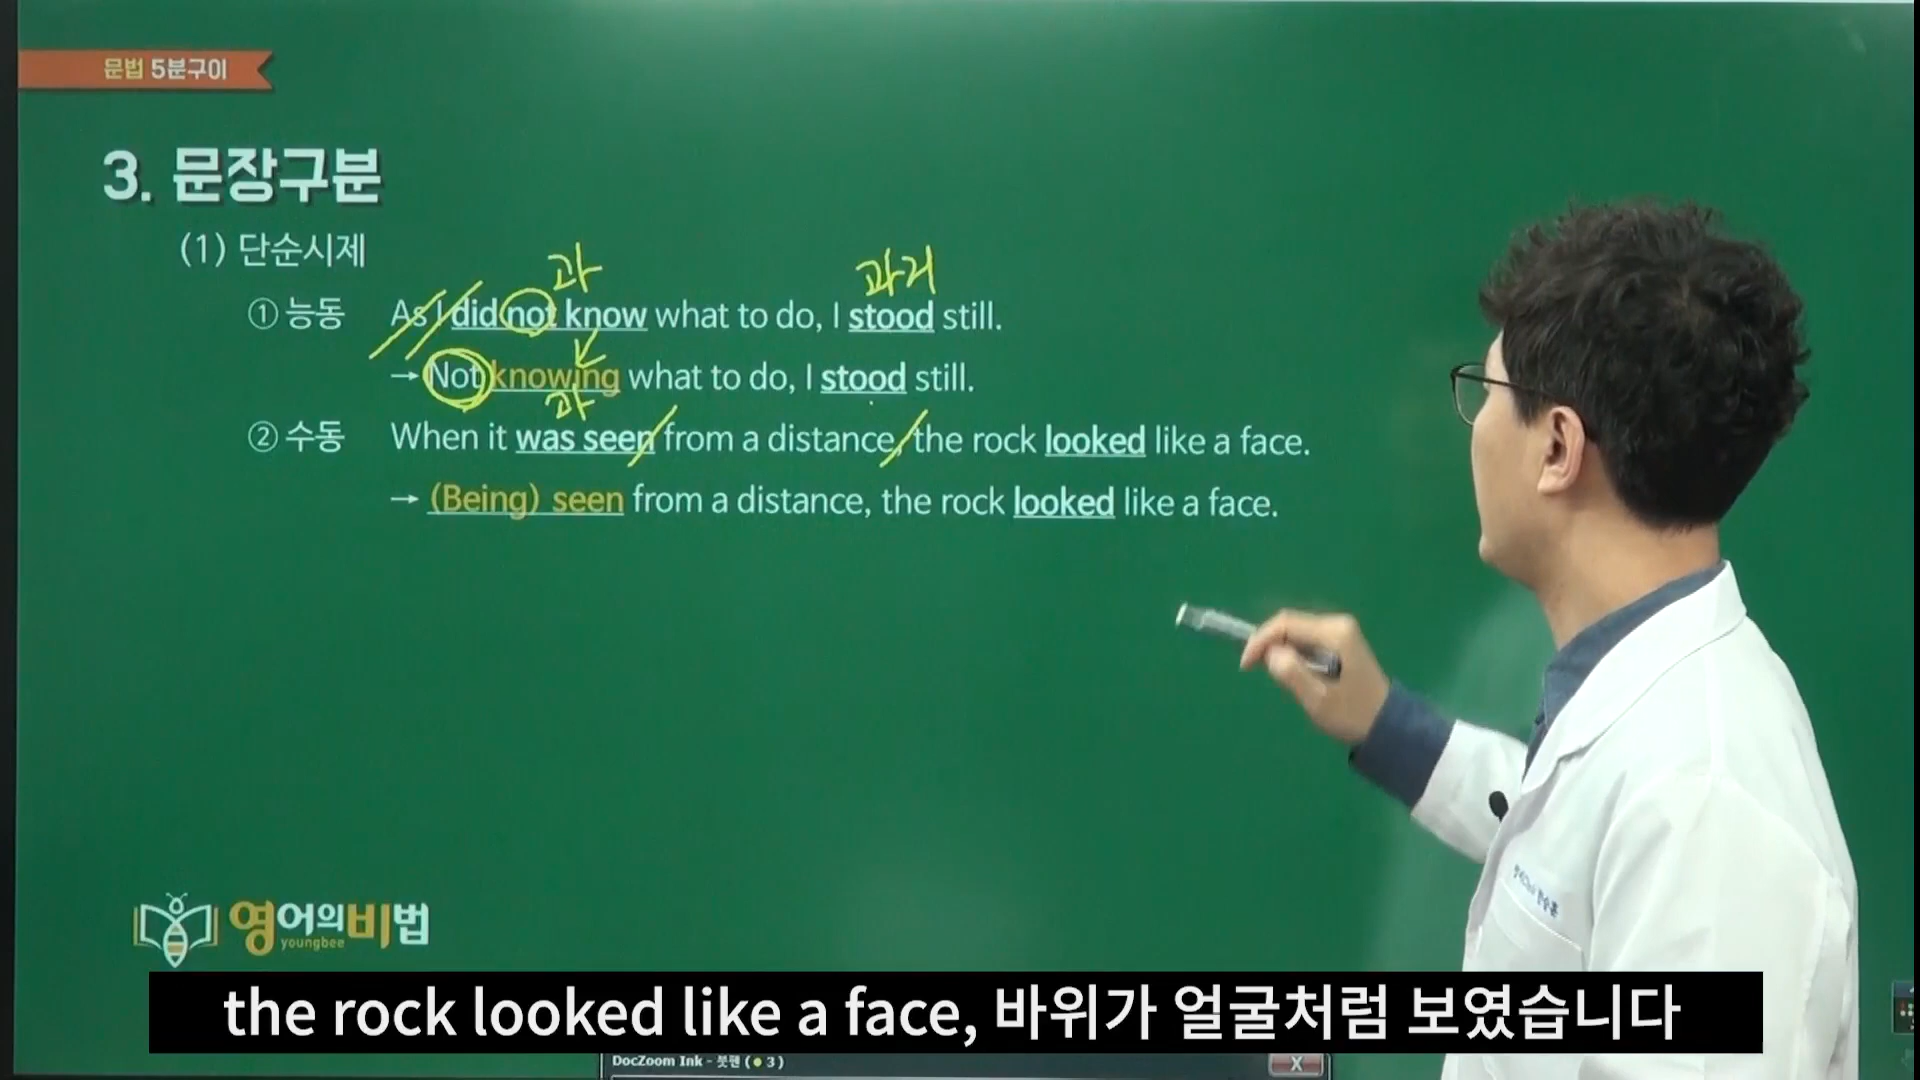 문법 5분구이
3. 문장구분
(1) 단순시제
과 과거
① 능동 As I did not know what to do, I stood still.
→ Not knowing what to do, I stood still.
과
② 수동 When it was seen from a distance, the rock looked like a face.
→ (Being) seen from a distance, the rock looked like a face.
영어의비법
youngbee
the rock looked like a face, 바위가 얼굴처럼 보였습니다
DocZoom Ink - 붓펜 ( 3 )
X